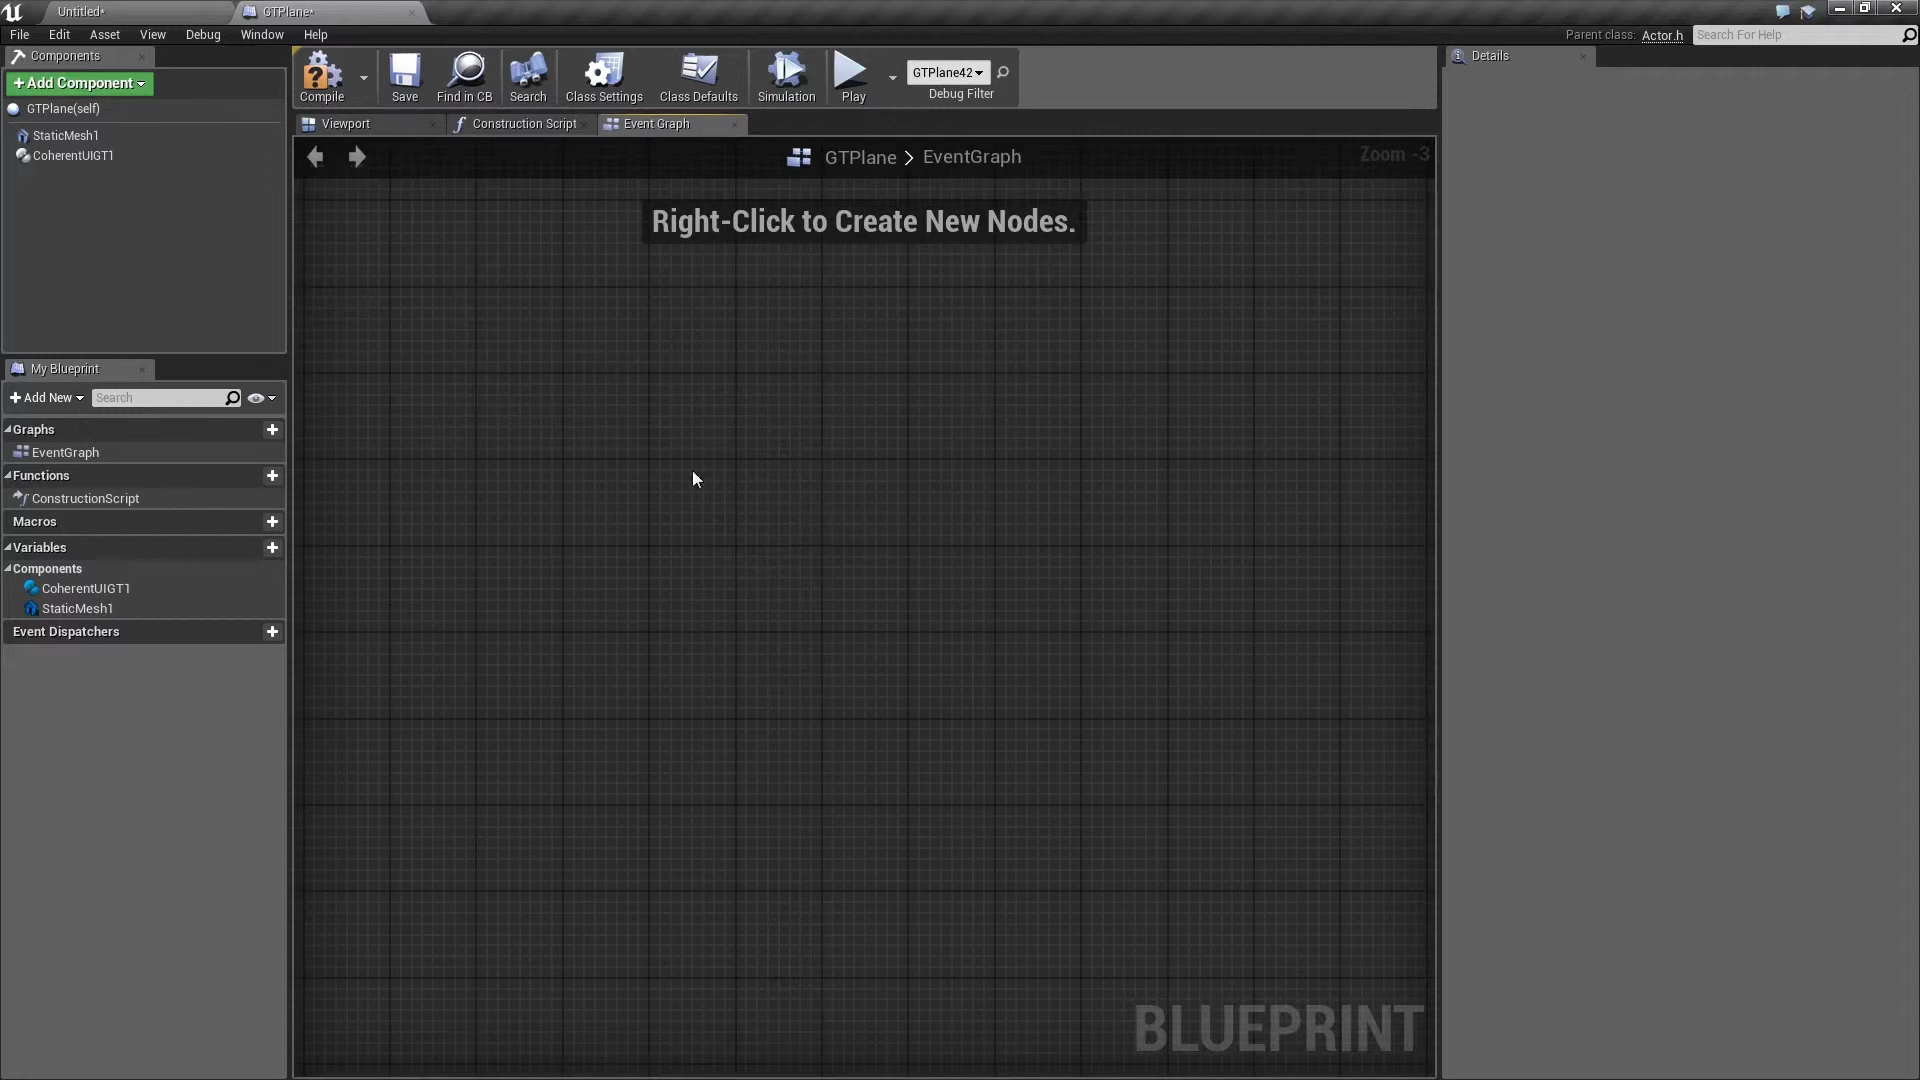 Untitled*
GTPlane*
File Edit Asset View Debug Window Help
Parent class: Actor.h
Search For Help
Components
+Add Component
GTPlane(self)
StaticMesh1
CoherentUIGT1
Compile
Save
Find in CB
Search
Class Settings
Class Defaults
Simulation
Play
GTPlane42
Debug Filter
Details
Viewport
Construction Script
Event Graph
GTPlane > EventGraph
Zoom -3
Right-Click to Create New Nodes.
My Blueprint
+Add New
Search
Graphs
EventGraph
Functions
ConstructionScript
Macros
Variables
Components
CoherentUIGT1
StaticMesh1
Event Dispatchers
BLUEPRINT